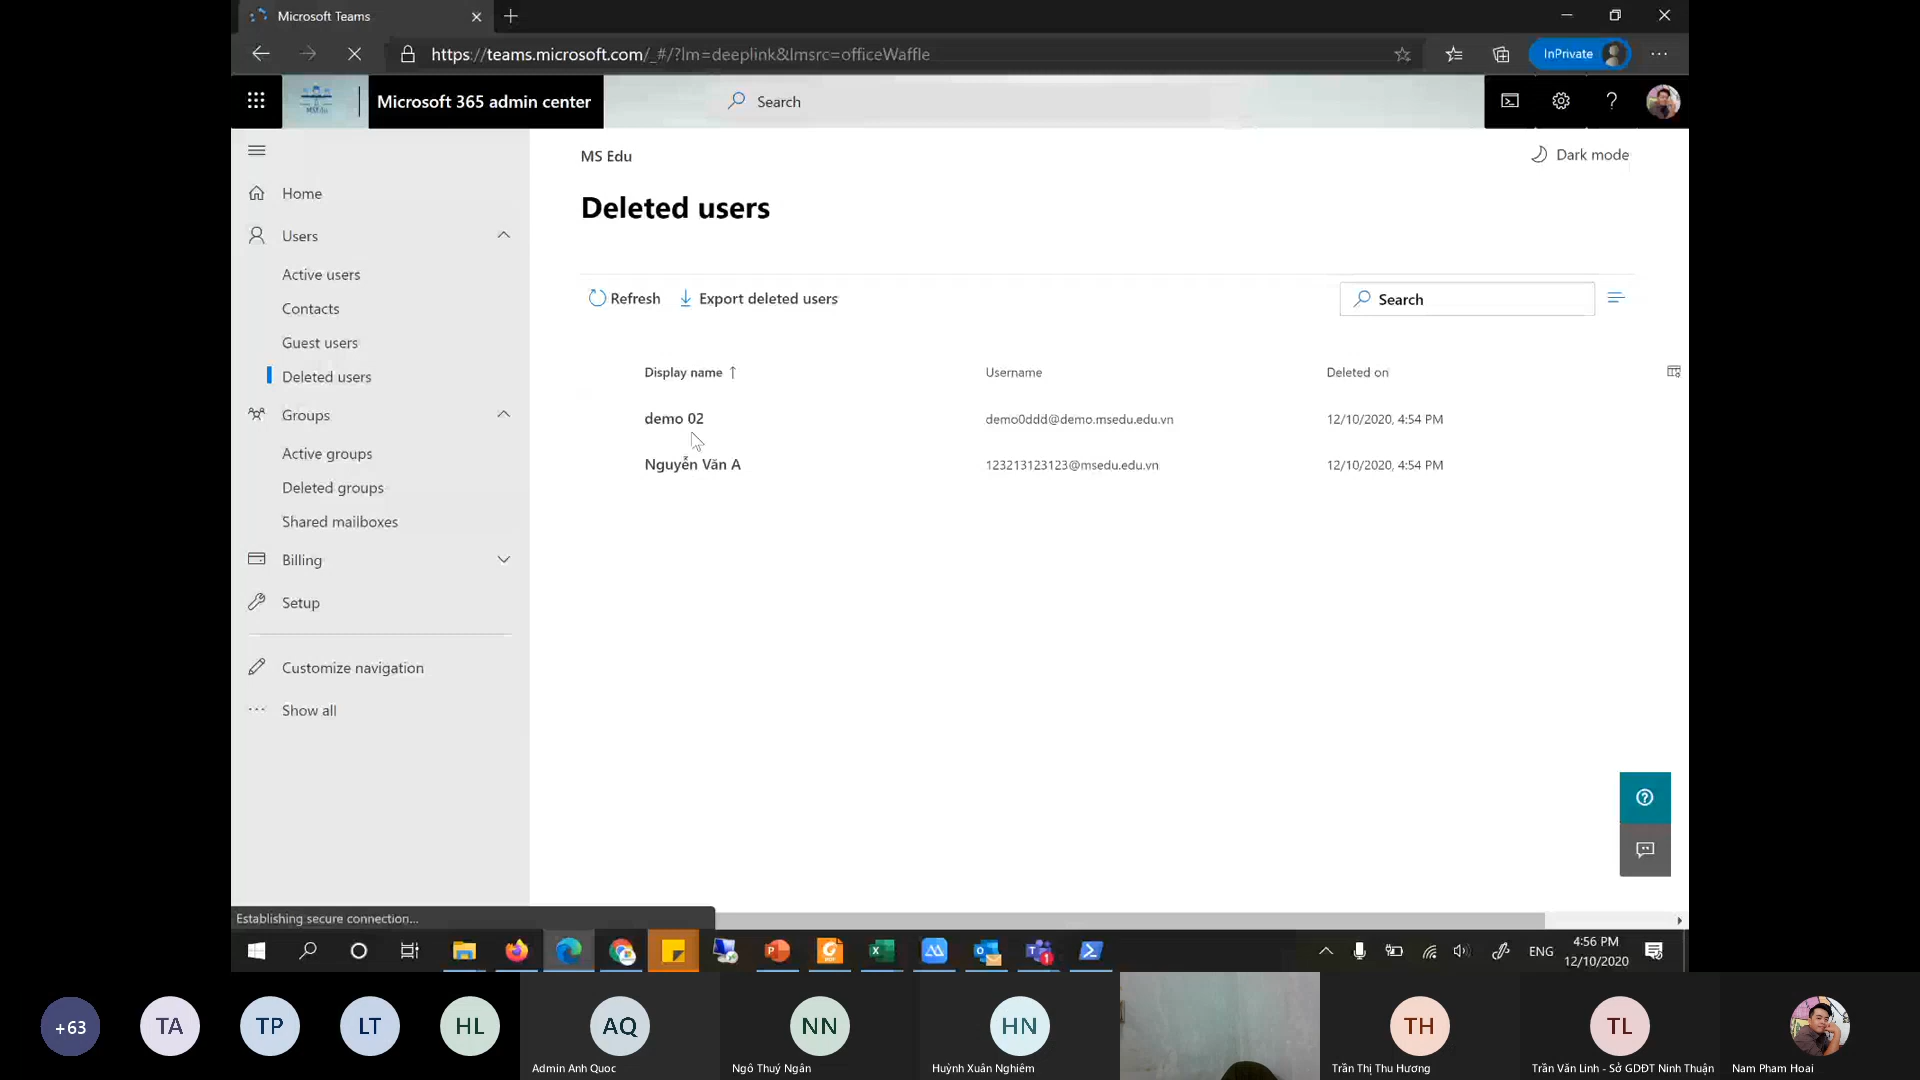 Microsoft Teams
https://teams.microsoft.com/_#/?lm=deeplink&lmsrc=officeWaffle
InPrivate
MSEdu
Microsoft 365 admin center
Search
MS Edu
Dark mode
Home
Deleted users
Users
Active users
Refresh
Export deleted users
Search
Contacts
Guest users
Deleted users
Display name ↑
Username
Deleted on
Groups
demo 02
demo0ddd@demo.msedu.edu.vn
12/10/2020, 4:54 PM
Active groups
Nguyễn Văn A
123213123123@msedu.edu.vn
12/10/2020, 4:54 PM
Deleted groups
Shared mailboxes
Billing
Setup
Customize navigation
Show all
Establishing secure connection...
ENG
4:56 PM
12/10/2020
+63
TA
TP
LT
HL
AQ
NN
HN
TH
TL
Admin Anh Quoc
Ngô Thuý Ngân
Huỳnh Xuân Nghiêm
Trần Thị Thu Hương
Trần Văn Linh - Sở GDĐT Ninh Thuận
Nam Pham Hoai